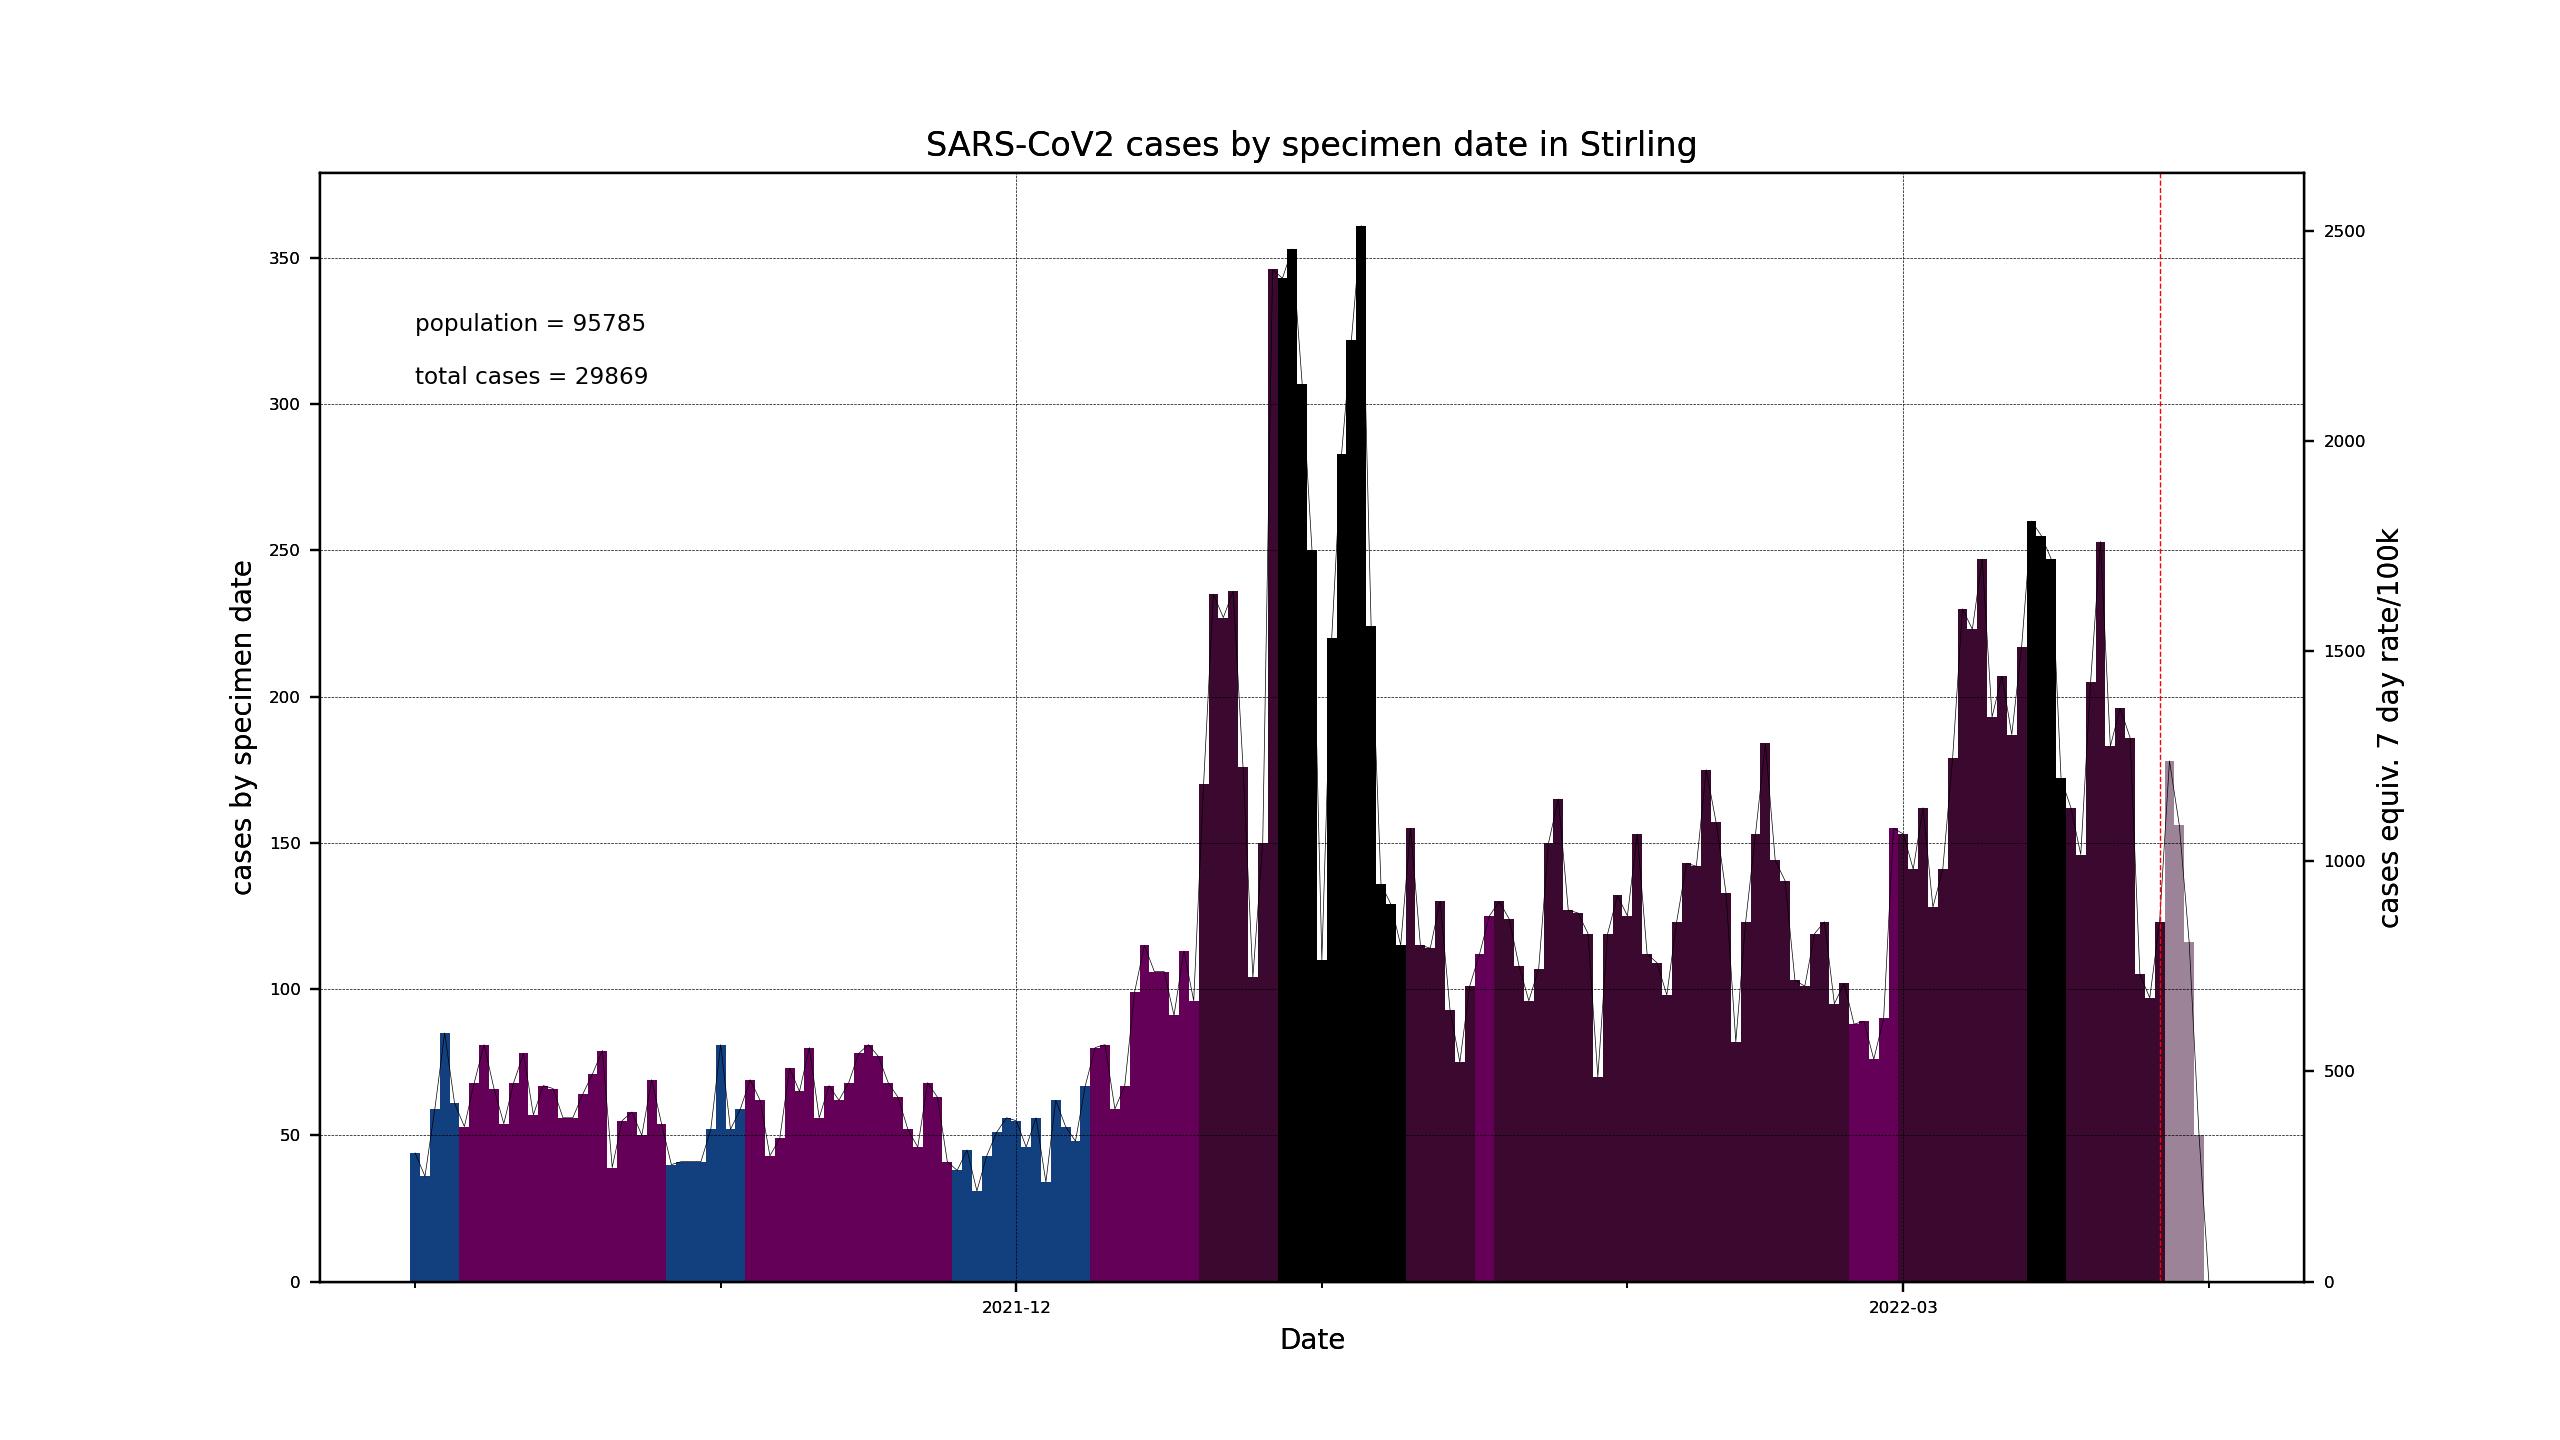 SARS-CoV2 cases by specimen date in Stirling
population = 95785
total cases = 29869
cases by specimen date
350
300
250
200
150
100
50
0
2500
2000
1500
1000
500
0
cases equiv. 7 day rate/100k
2021-12
2022-03
Date